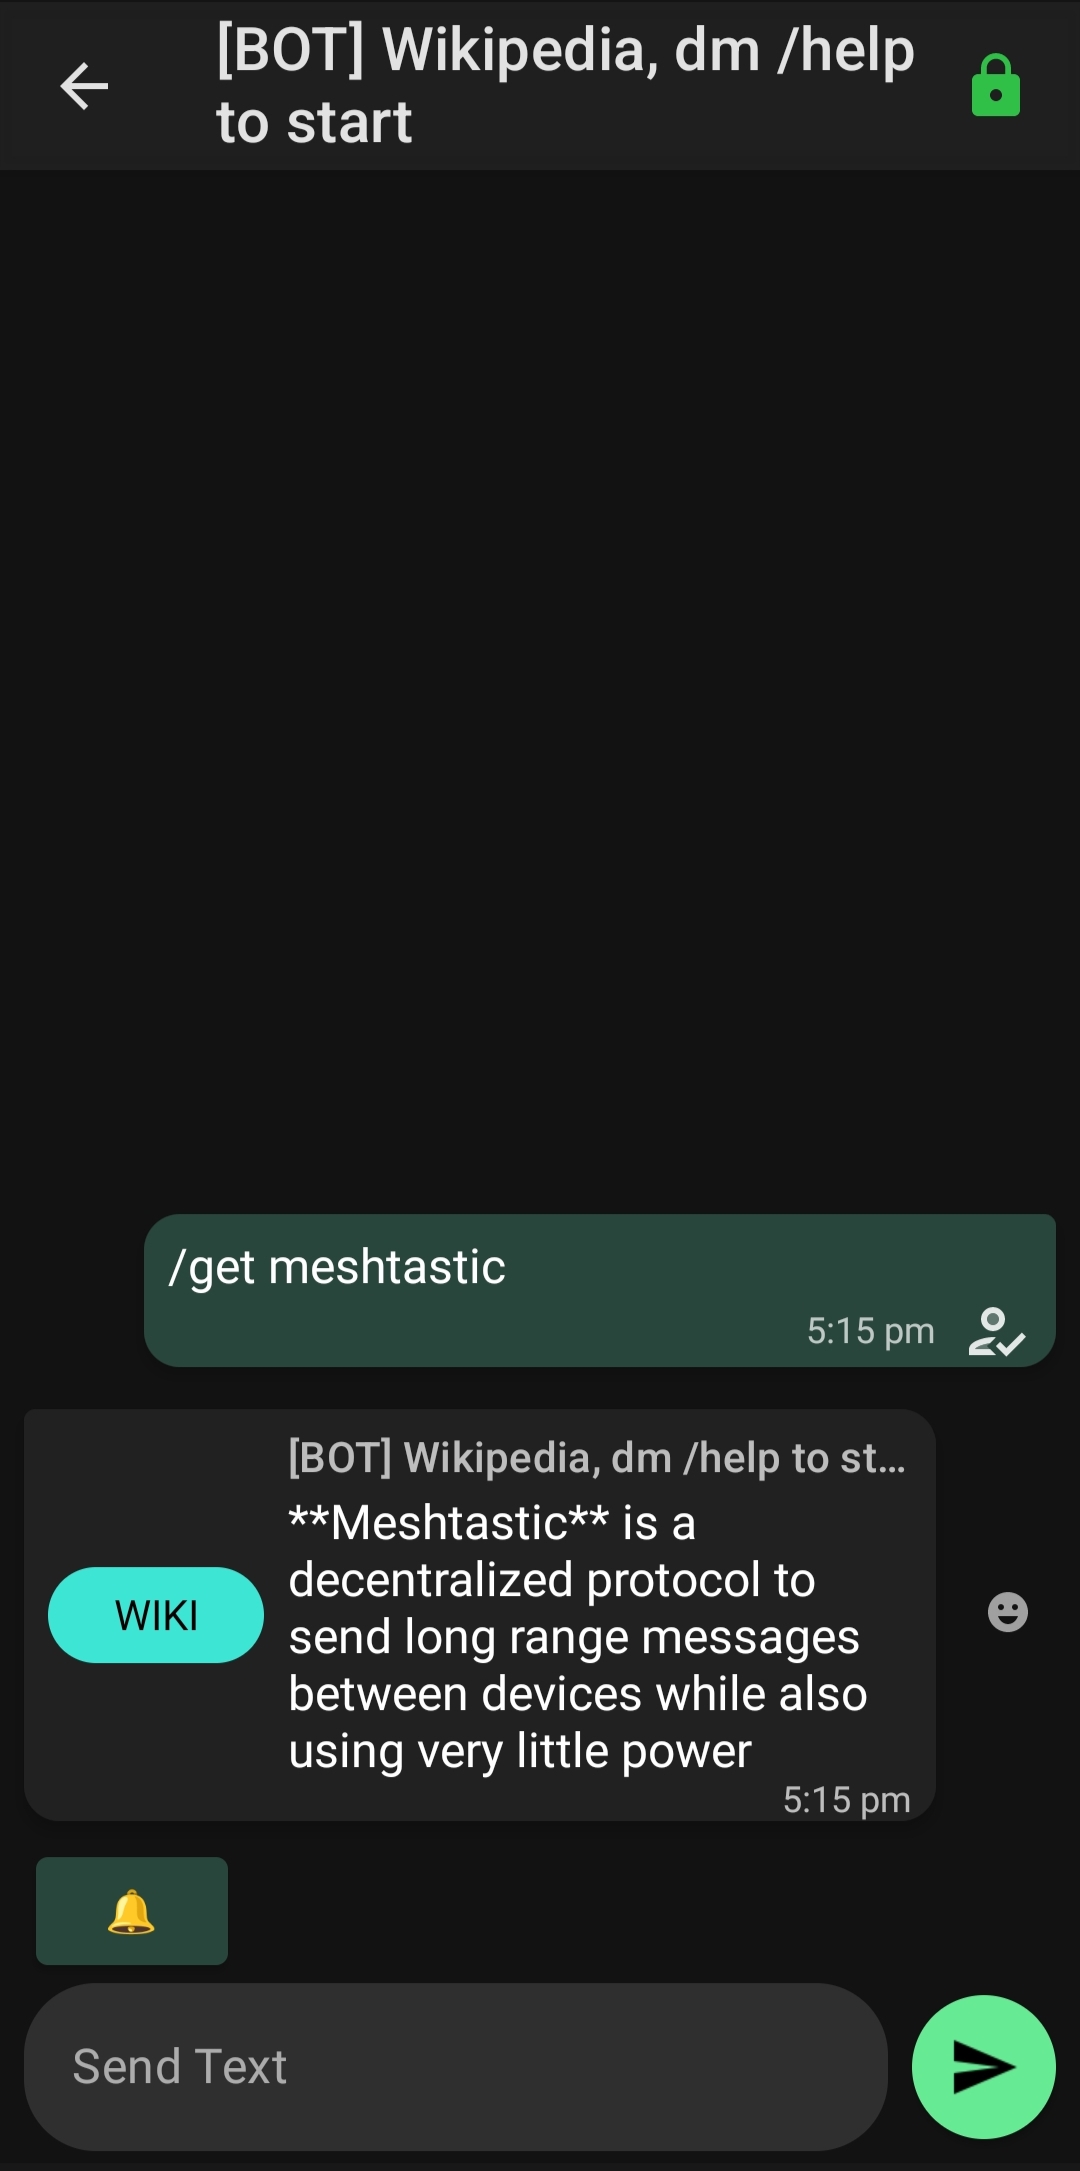 [BOT] Wikipedia, dm /help
to start
/get meshtastic
5:15 pm
[BOT] Wikipedia, dm /help to st...
**Meshtastic** is a
decentralized protocol to
send long range messages
between devices while also
using very little power
WIKI
5:15 pm
Send Text